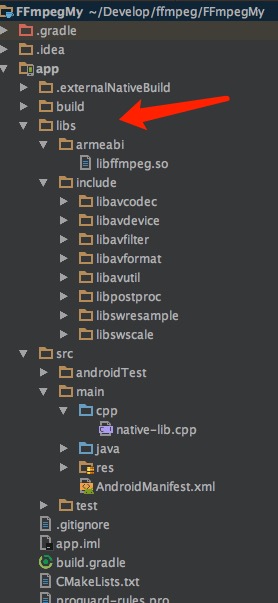 FFmpegMy ~/Develop/ffmpeg/FFmpegMy
.gradle
.idea
app
.externalNativeBuild
build
libs
armeabi
libffmpeg.so
include
libavcodec
libavdevice
libavfilter
libavformat
libavutil
libpostproc
libswresample
libswscale
src
androidTest
main
cpp
native-lib.cpp
java
res
AndroidManifest.xml
test
.gitignore
app.iml
build.gradle
CMakeLists.txt
proguard-rules.pro